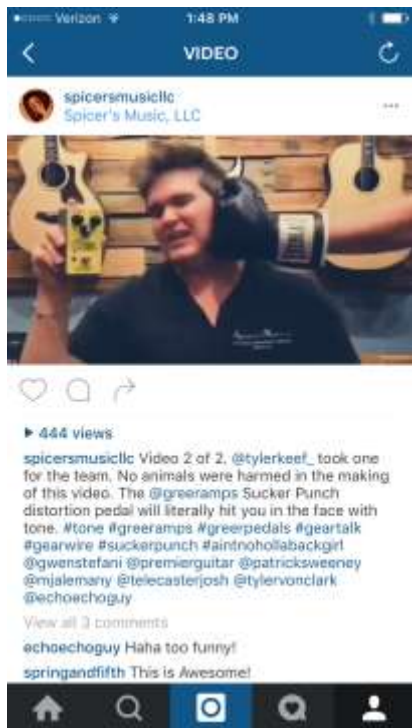 Verizon 1:48 PM
VIDEO
spicersmusicllc
Spicer's Music, LLC
444 views
spicersmusicllc Video 2 of 2, @tylerkeef_ took one
for the team. No animals were harmed in the making
of this video. The @greeramps Sucker Punch
distortion pedal will literally hit you in the face with
tone. #tone #greeramps #greerpedals #geartalk
#gearwire #suckerpunch #aintnohollabackgirl
@gwenstefani @premierguitar @patricksweeney
@mjalemany @telecasterjosh @tylervonclark
@echoechoguy
View all 3 comments
echoechoguy Haha too funny!
springandfifth This is Awesome!